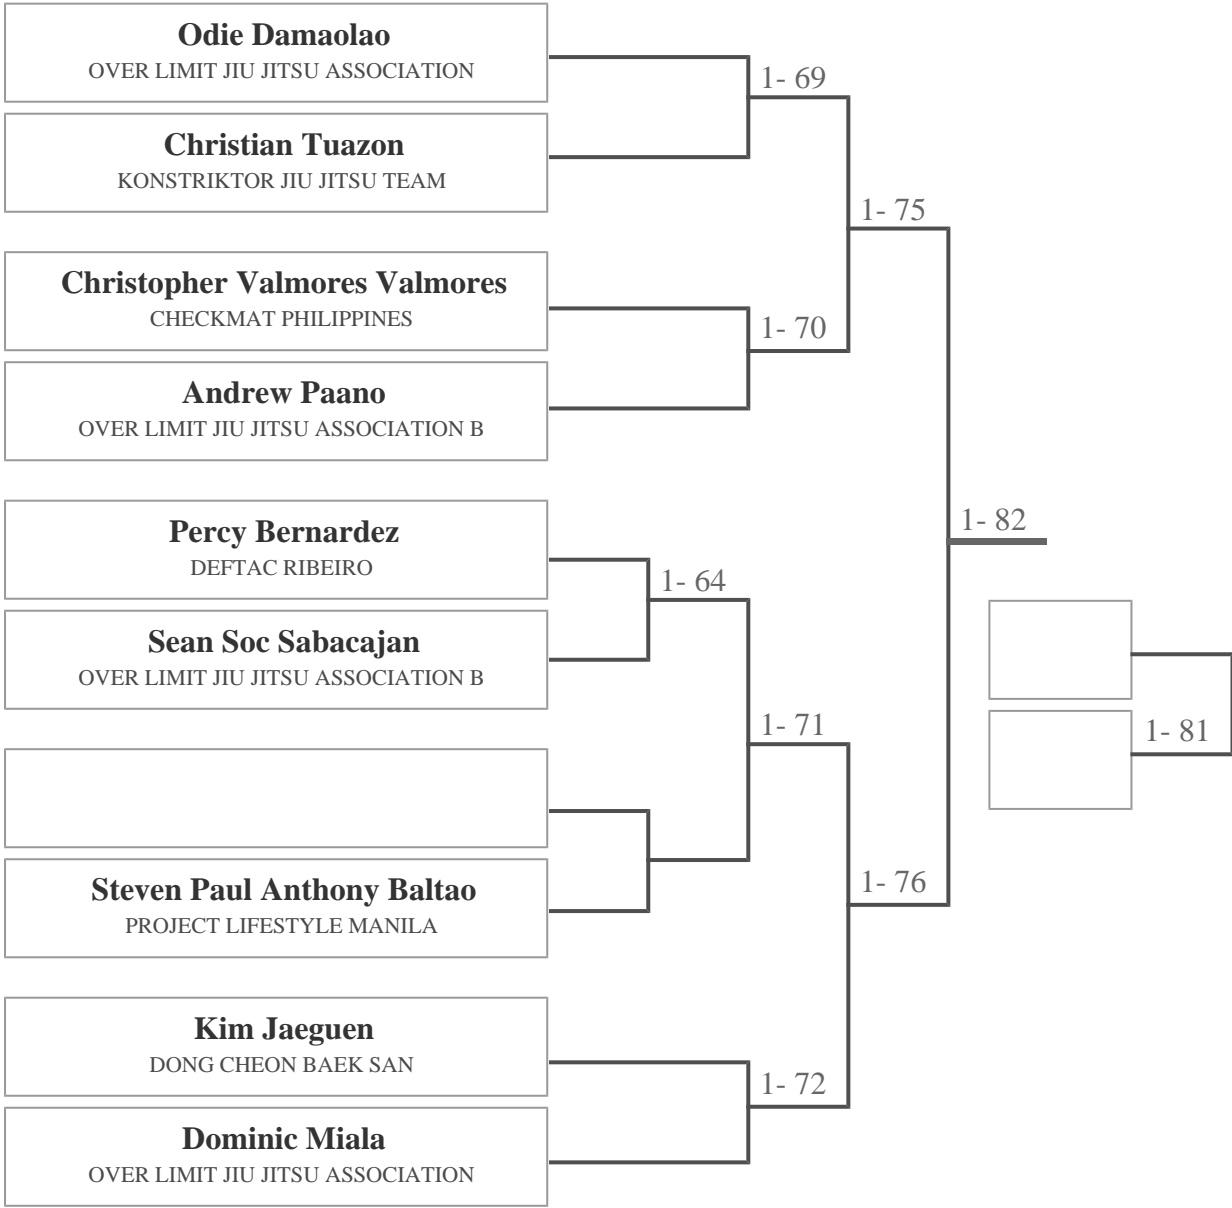 Odie Damaolao
OVER LIMIT JIU JITSU ASSOCIATION
1- 69
Christian Tuazon
KONSTRIKTOR JIU JITSU TEAM
1- 75
Christopher Valmores Valmores
CHECKMAT PHILIPPINES
1- 70
Andrew Paano
OVER LIMIT JIU JITSU ASSOCIATION B
Percy Bernardez
DEFTAC RIBEIRO
1- 82
1- 64
Sean Soc Sabacajan
OVER LIMIT JIU JITSU ASSOCIATION B
1- 71
1- 81
Steven Paul Anthony Baltao
PROJECT LIFESTYLE MANILA
1- 76
Kim Jaeguen
DONG CHEON BAEK SAN
1- 72
Dominic Miala
OVER LIMIT JIU JITSU ASSOCIATION